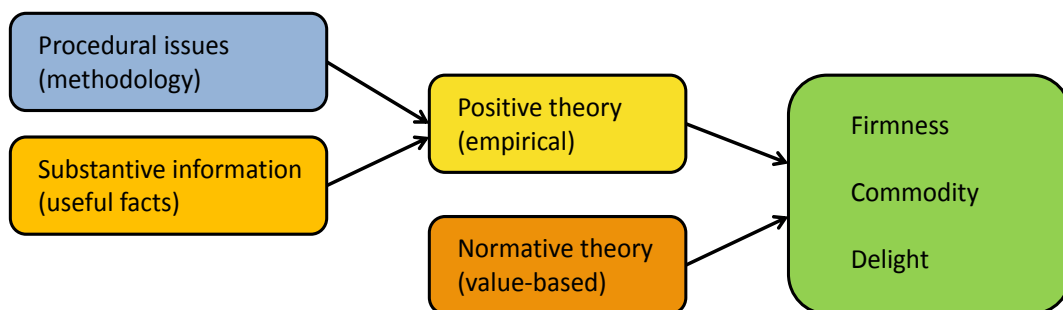 Procedural issues
(methodology)
Substantive information
(useful facts)
Positive theory
(empirical)
Normative theory
(value-based)
Firmness
Commodity
Delight